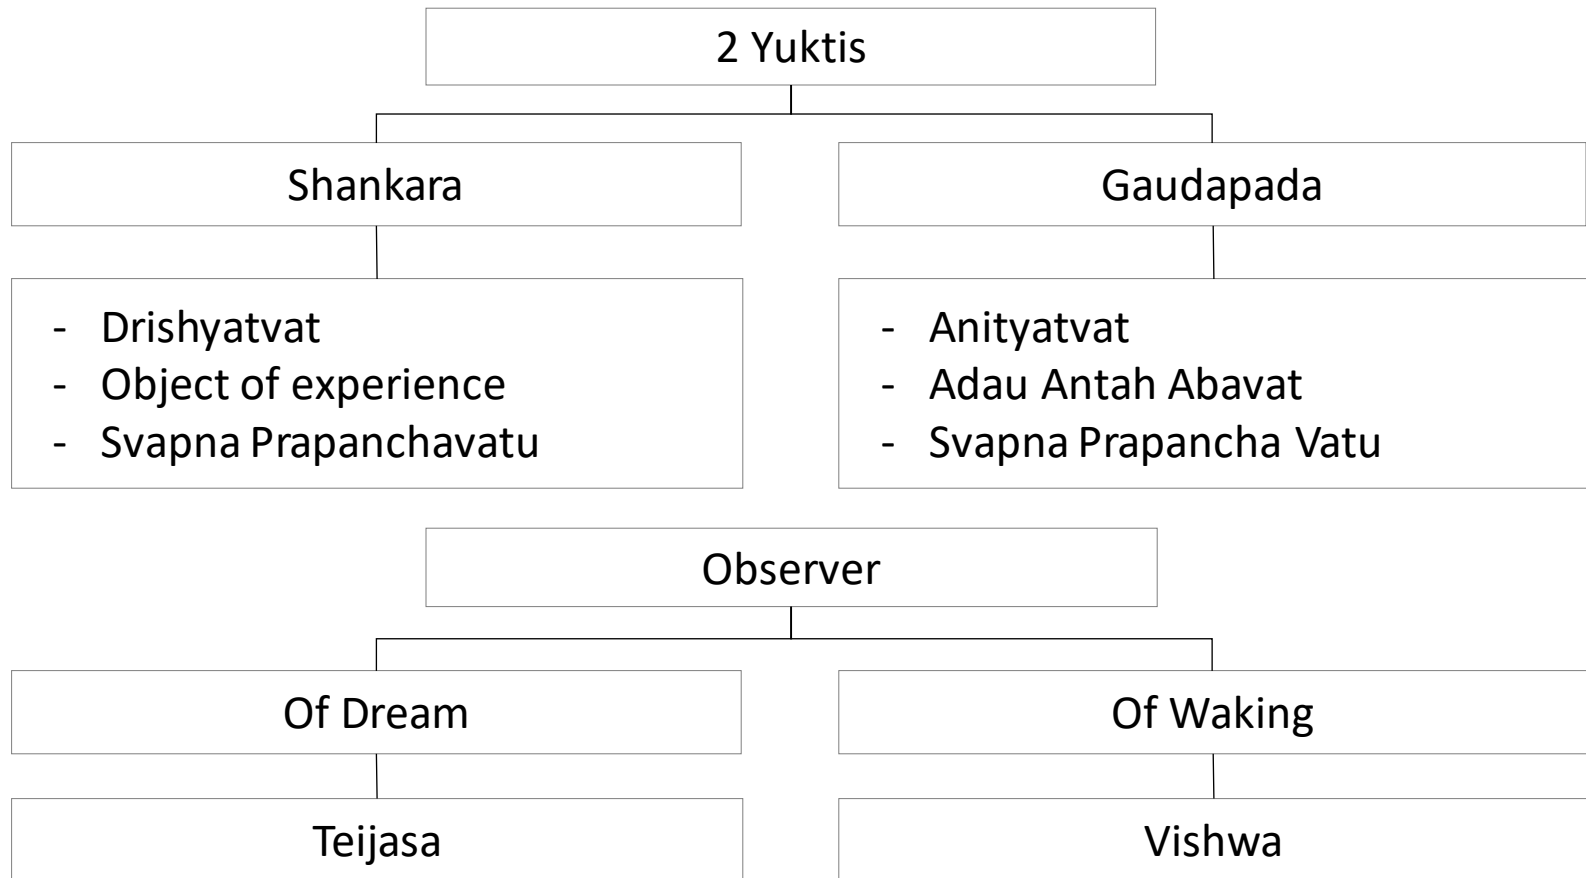 2 Yuktis
Shankara
Gaudapada
- Drishyatvat
- Object of experience
- Svapna Prapanchavatu
- Anityatvat
- Adau Antah Abavat
- Svapna Prapancha Vatu
Observer
Of Dream
Of Waking
Teijasa
Vishwa